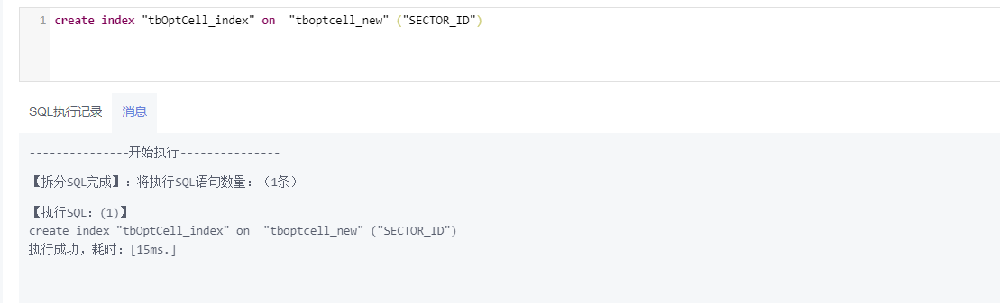 1 create index "tbOptCell_index" on  "tboptcell_new" ("SECTOR_ID")
SQL执行记录 消息
---------------开始执行---------------
【拆分SQL完成】：将执行SQL语句数量：（1条）
【执行SQL：(1)】
create index "tbOptCell_index" on  "tboptcell_new" ("SECTOR_ID")
执行成功，耗时：[15ms.]